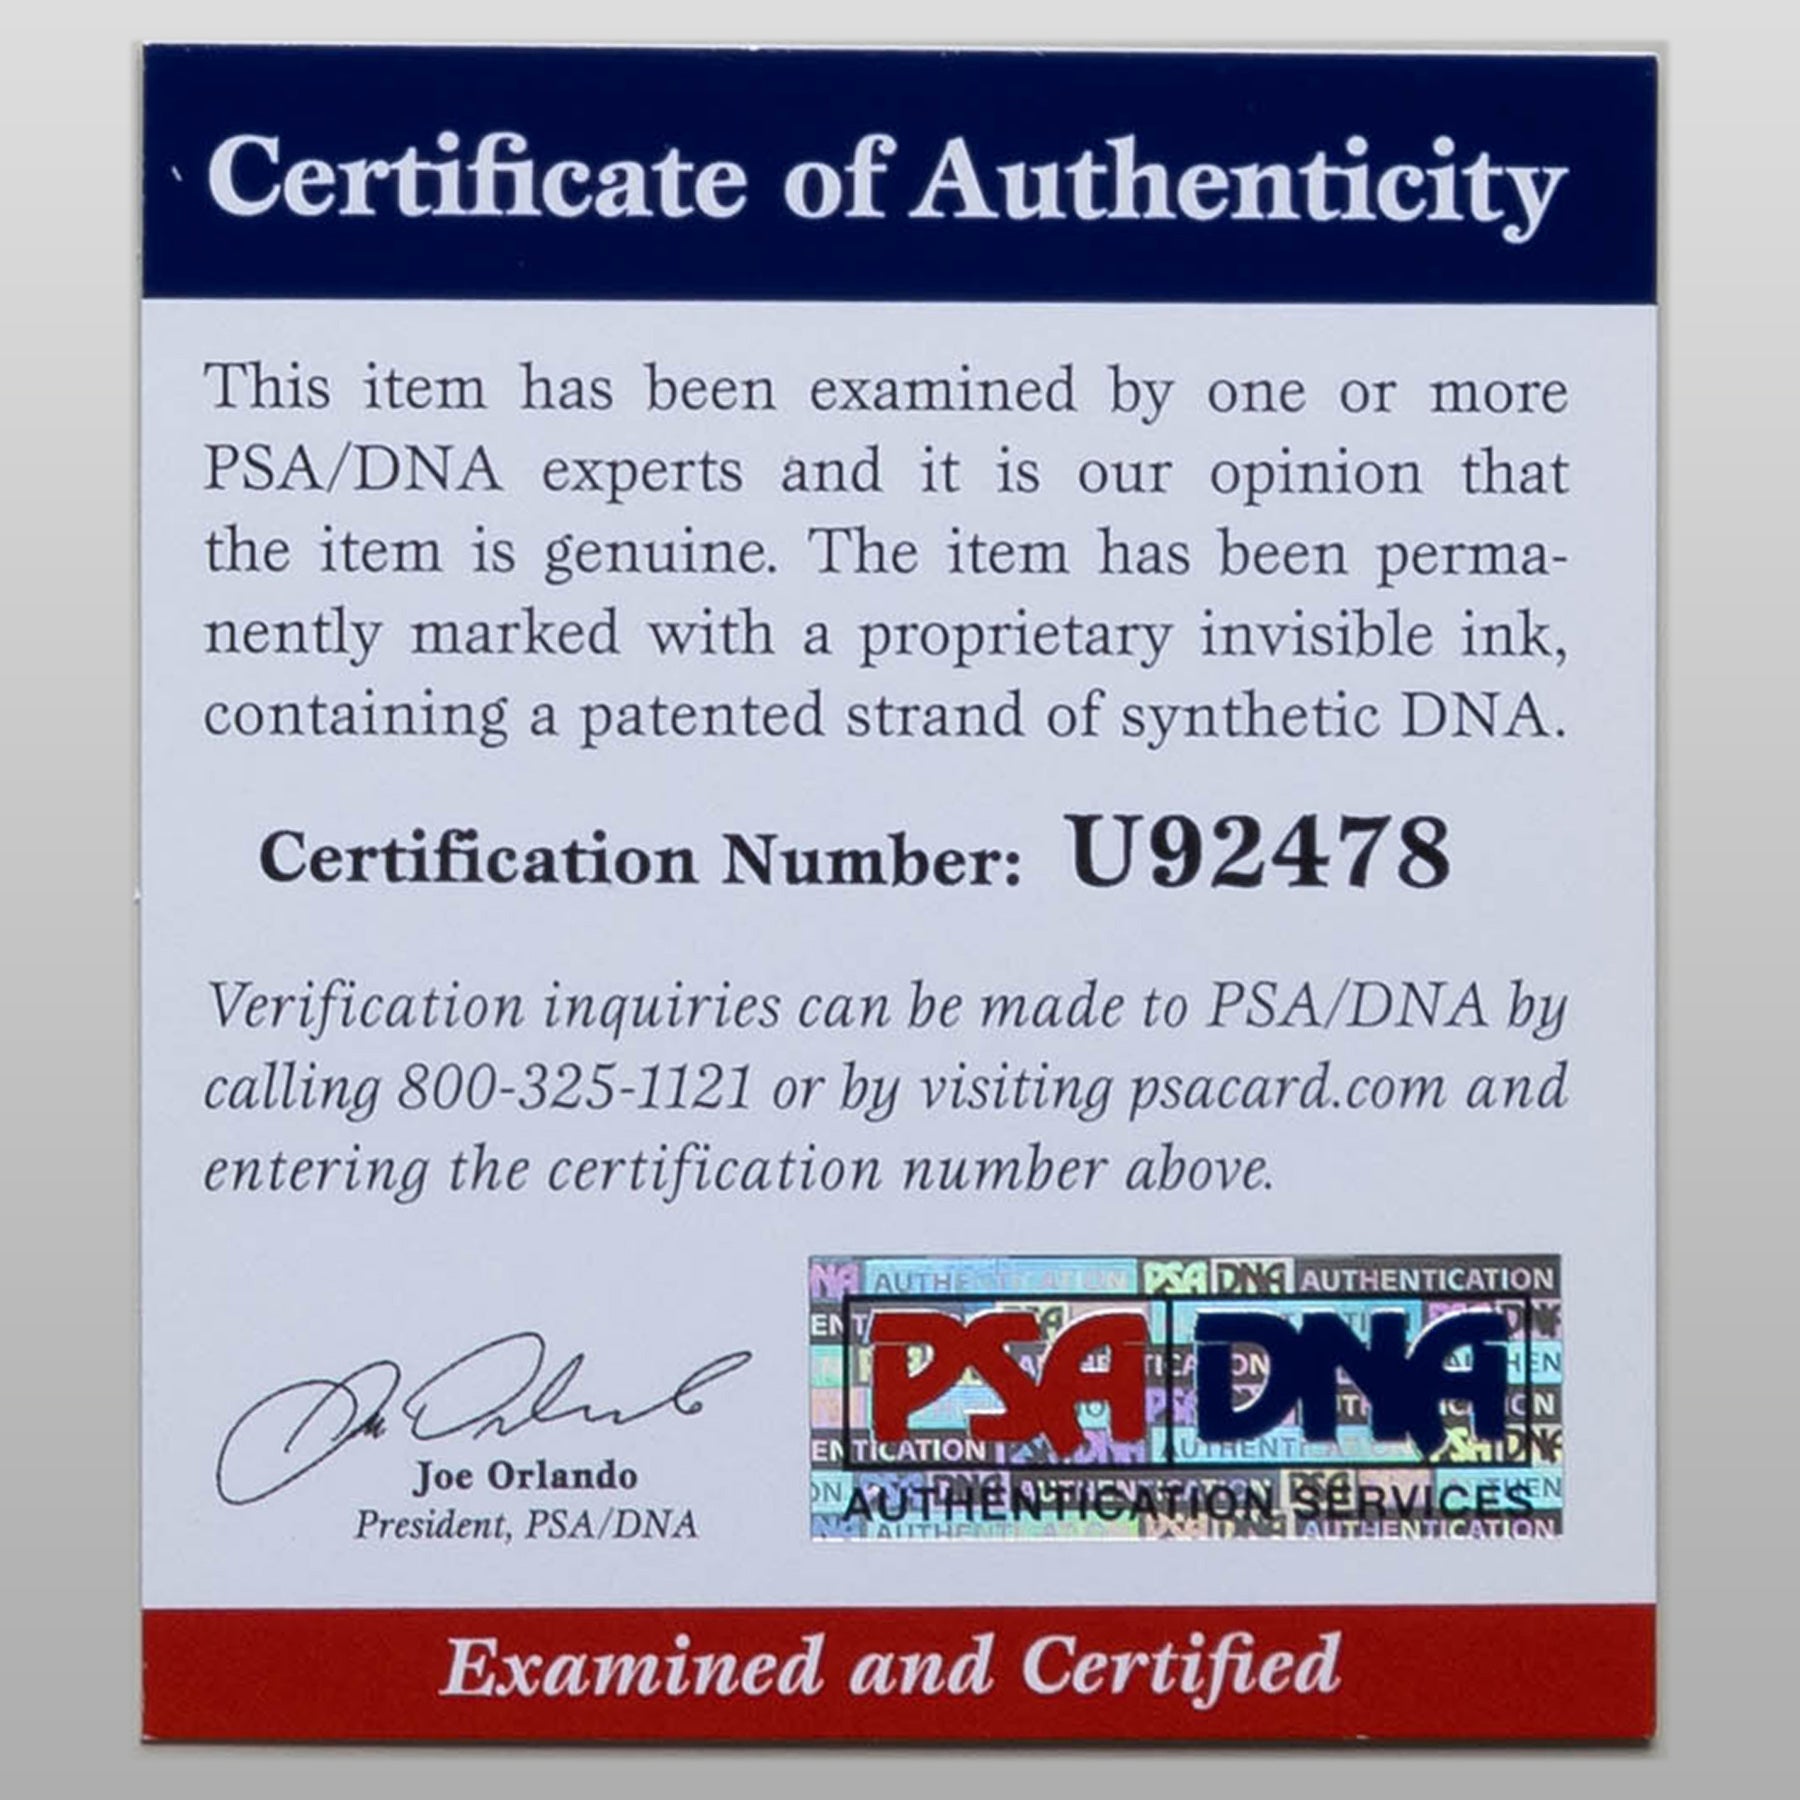 Certificate of Authenticity
This item has been examined by one or more
PSA/DNA experts and it is our opinion that
the item is genuine. The item has been perma-
nently marked with a proprietary invisible ink,
containing a patented strand of synthetic DNA.
Certification Number: U92478
Verification inquiries can be made to PSA/DNA by
calling 800-325-1121 or by visiting psacard.com and
entering the certification number above.
Joe Orlando
President, PSA/DNA
PSA DNA AUTHENTICATION
PSA DNA
AUTHENTICATION SERVICES
Examined and Certified